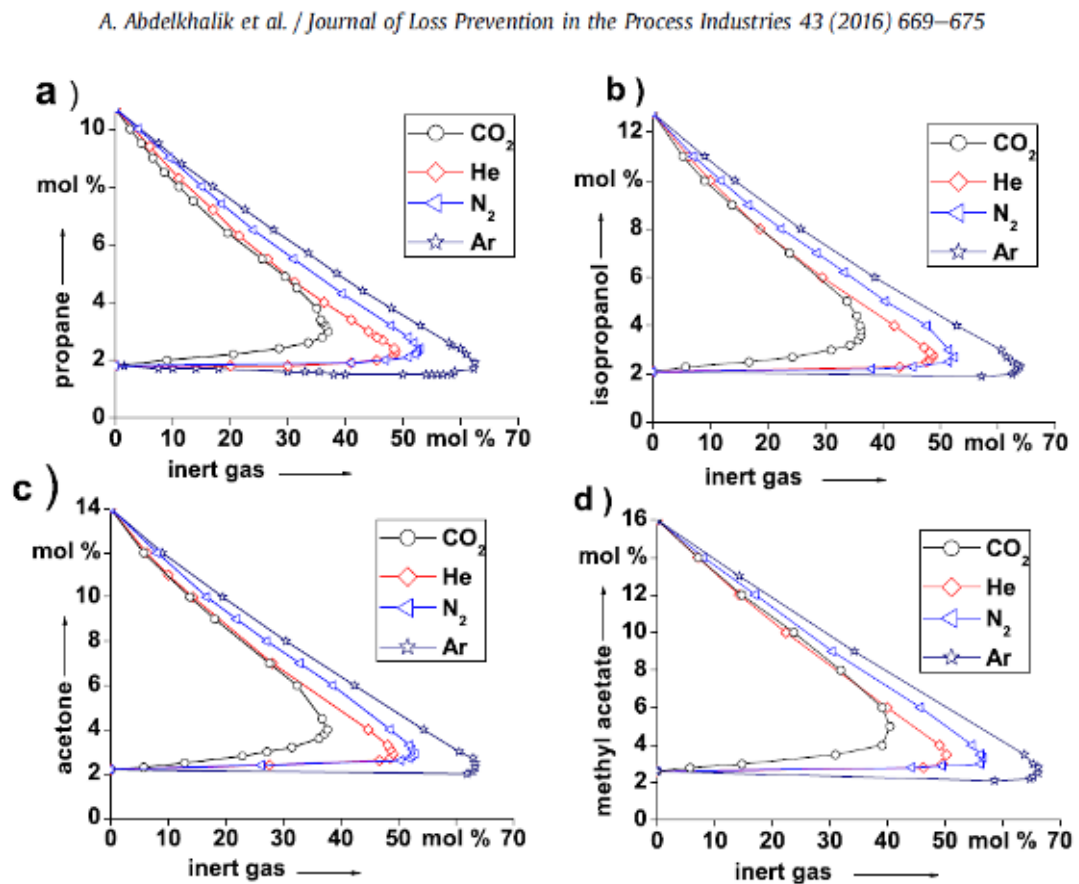 A. Abdelkhalik et al. / Journal of Loss Prevention in the Process Industries 43 (2016) 669–675
a )
10
mol %
6
4
2
0
propane
0 10 20 30 40 50 mol % 70
inert gas
CO2
He
N2
Ar
b )
12
mol %
8
6
4
2
0
isopropanol
0 10 20 30 40 50 mol % 70
inert gas
CO2
He
N2
Ar
c )
14
mol %
10
8
6
4
2
0
acetone
0 10 20 30 40 50 mol % 70
inert gas
CO2
He
N2
Ar
d )
16
mol %
12
10
8
6
4
2
0
methyl acetate
0 10 20 30 40 50 mol % 70
inert gas
CO2
He
N2
Ar